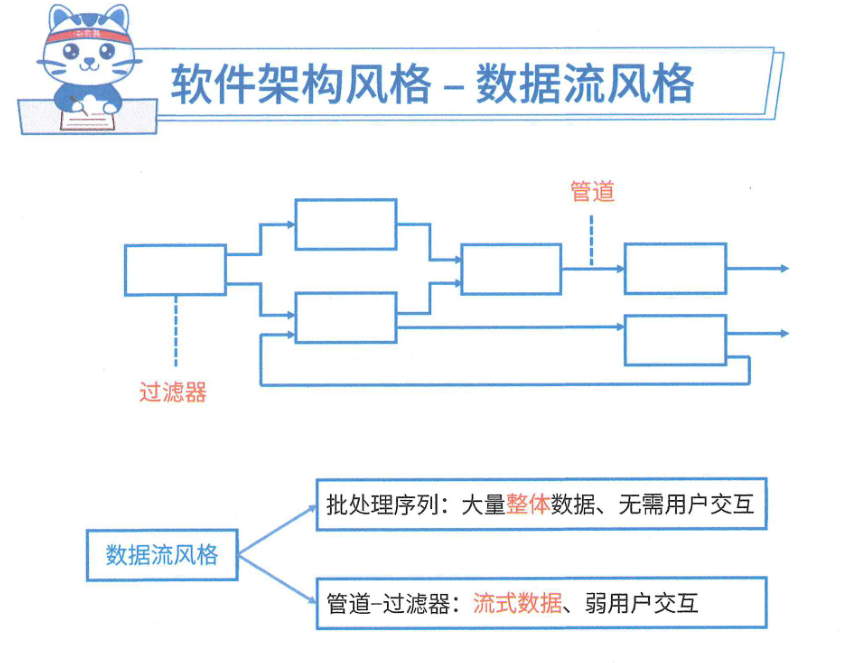 软件架构风格 – 数据流风格
管道
过滤器
批处理序列：大量整体数据、无需用户交互
数据流风格
管道–过滤器：流式数据、弱用户交互